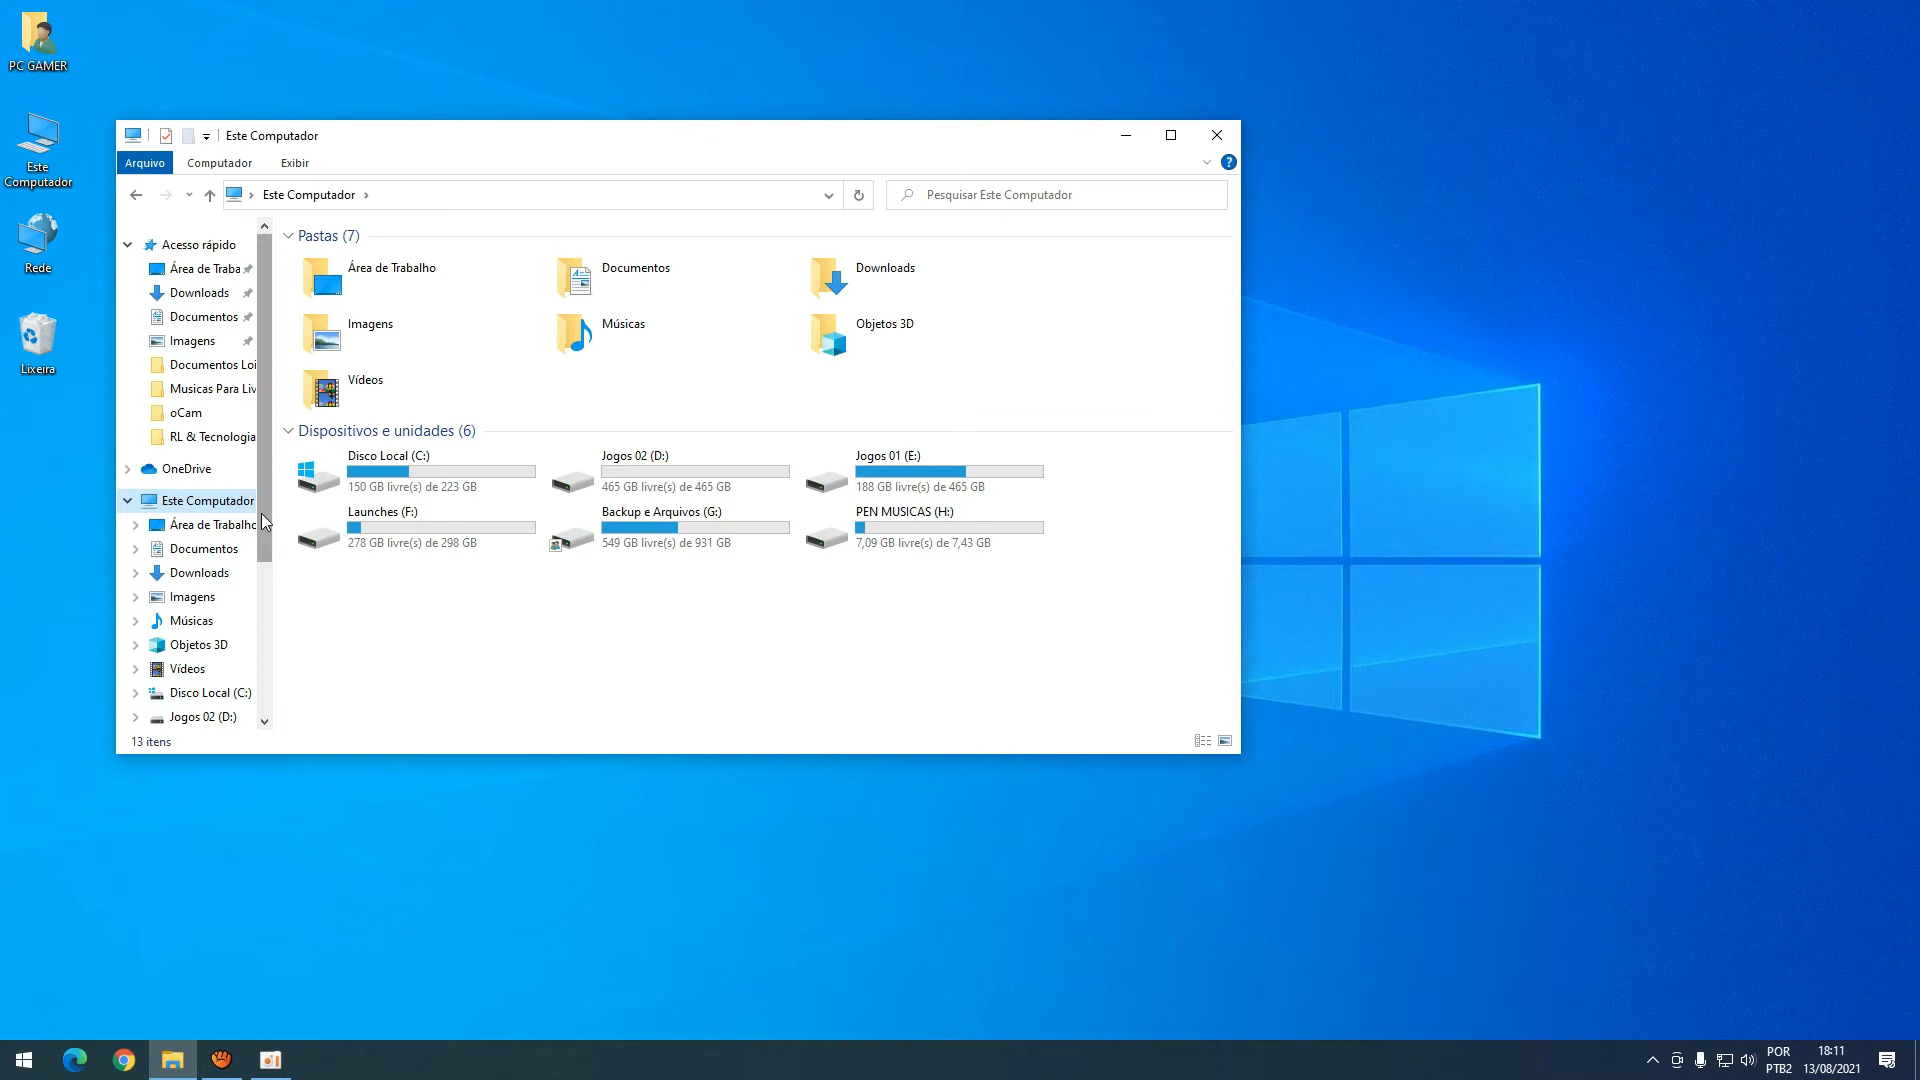 PC GAMER
Este
Computador
Rede
Lixeira
Este Computador
Arquivo
Computador
Exibir
?
Este Computador
Pesquisar Este Computador
Acesso rápido
Área de Traba
Downloads
Documentos
Imagens
Documentos Loi
Musicas Para Liv
oCam
RL & Tecnologia
OneDrive
Este Computador
Área de Trabalho
Documentos
Downloads
Imagens
Músicas
Objetos 3D
Vídeos
Disco Local (C:)
Jogos 02 (D:)
Pastas (7)
Área de Trabalho
Documentos
Downloads
Imagens
Músicas
Objetos 3D
Vídeos
Dispositivos e unidades (6)
Disco Local (C:)
150 GB livre(s) de 223 GB
Jogos 02 (D:)
465 GB livre(s) de 465 GB
Jogos 01 (E:)
188 GB livre(s) de 465 GB
Launches (F:)
278 GB livre(s) de 298 GB
Backup e Arquivos (G:)
549 GB livre(s) de 931 GB
PEN MUSICAS (H:)
7,09 GB livre(s) de 7,43 GB
13 itens
POR
PTB2
18:11
13/08/2021